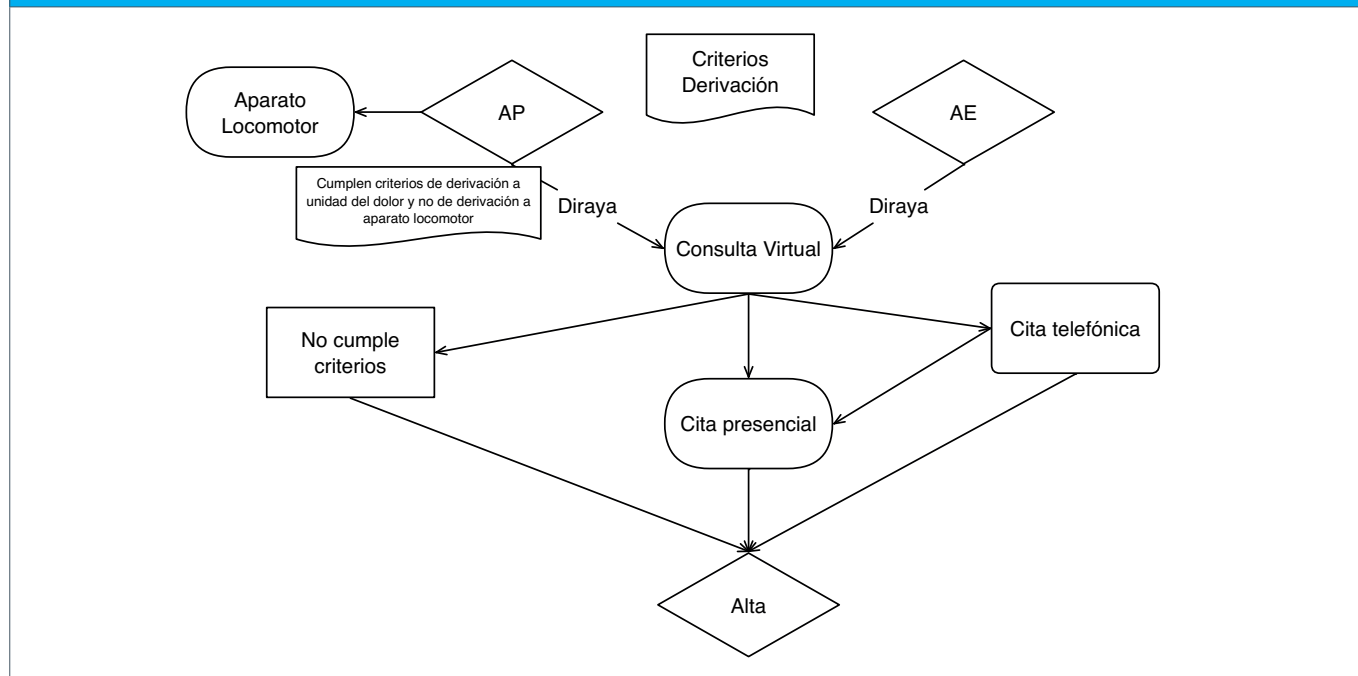 Criterios
Derivación
Aparato
Locomotor
AP
AE
Cumplen criterios de derivación a
unidad del dolor y no de derivación a
aparato locomotor
Diraya
Diraya
Consulta Virtual
No cumple
criterios
Cita telefónica
Cita presencial
Alta